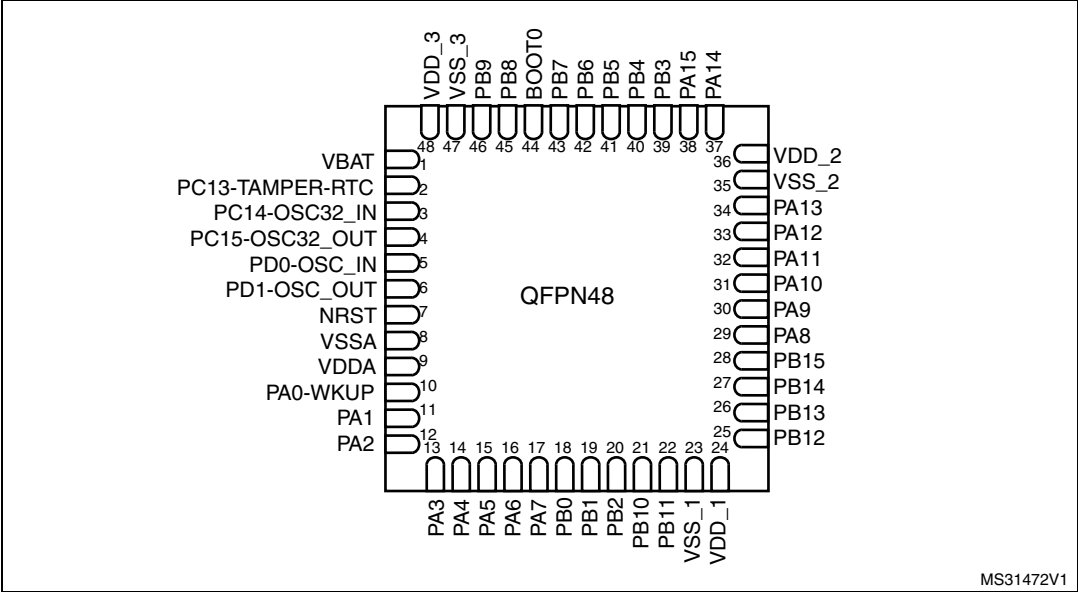 VDD_3
VSS_3
PB9
PB8
BOOT0
PB7
PB6
PB5
PB4
PB3
PA15
PA14
48 47 46 45 44 43 42 41 40 39 38 37
VBAT 1
PC13-TAMPER-RTC 2
PC14-OSC32_IN 3
PC15-OSC32_OUT 4
PD0-OSC_IN 5
PD1-OSC_OUT 6
NRST 7
VSSA 8
VDDA 9
PA0-WKUP 10
PA1 11
PA2 12
QFPN48
36 VDD_2
35 VSS_2
34 PA13
33 PA12
32 PA11
31 PA10
30 PA9
29 PA8
28 PB15
27 PB14
26 PB13
25 PB12
13 14 15 16 17 18 19 20 21 22 23 24
PA3
PA4
PA5
PA6
PA7
PB0
PB1
PB2
PB10
PB11
VSS_1
VDD_1
MS31472V1